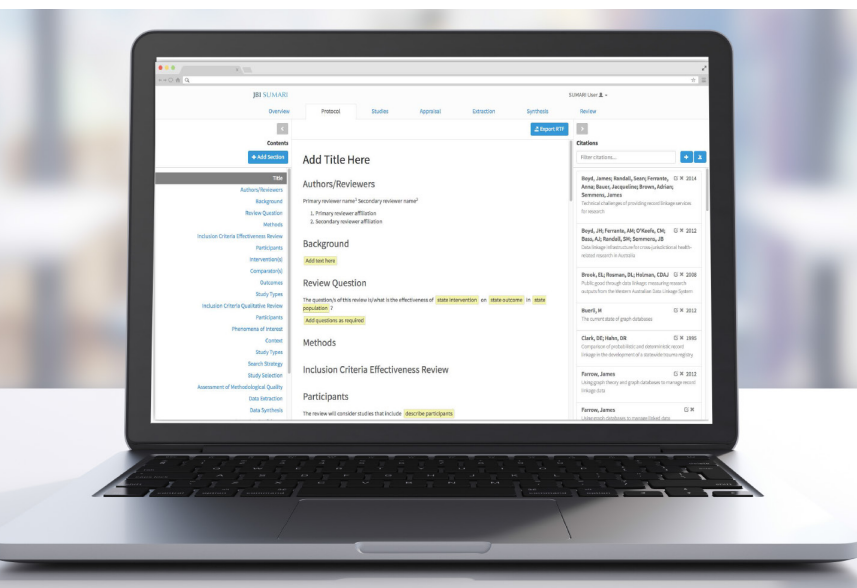 JBI SUMARI
SUMARI User
Overview
Protocol
Studies
Appraisal
Extraction
Synthesis
Review
Export RTF
Contents
+ Add Section
Title
Authors/Reviewers
Background
Review Question
Methods
Inclusion Criteria Effectiveness Review
Participants
Intervention(s)
Comparator(s)
Outcomes
Study Types
Inclusion Criteria Qualitative Review
Participants
Phenomena of Interest
Context
Study Types
Search Strategy
Study Selection
Assessment of Methodological Quality
Data Extraction
Data Synthesis
Add Title Here
Authors/Reviewers
Primary reviewer name¹ Secondary reviewer name²
1. Primary reviewer affiliation
2. Secondary reviewer affiliation
Background
Add text here
Review Question
The question/s of this review is/what is the effectiveness of state intervention on state outcome in state
population ?
Add questions as required
Methods
Inclusion Criteria Effectiveness Review
Participants
The review will consider studies that include describe participants
Citations
Filter citations...
Boyd, James; Randall, Sean; Ferrante, 2014
Anna; Bauer, Jacqueline; Brown, Adrian;
Semmens, James
Technical challenges of providing record linkage services
for research
Boyd, JH; Ferrante, AM; O'Keefe, CM; 2012
Bass, AJ; Randall, SM; Semmens, JB
Data linkage infrastructure for cross-jurisdictional health-
related research in Australia
Brook, EL; Rosman, DL; Holman, CDAJ 2008
Public good through data linkage: measuring research
outputs from the Western Australian Data Linkage System
Buerli, M 2012
The current state of graph databases
Clark, DE; Hahn, DR 1995
Comparison of probabilistic and deterministic record
linkage in the development of a statewide trauma registry
Farrow, James 2013
Using graph theory and graph databases to manage record
linkage data
Farrow, James
Using graph databases to manage linked data